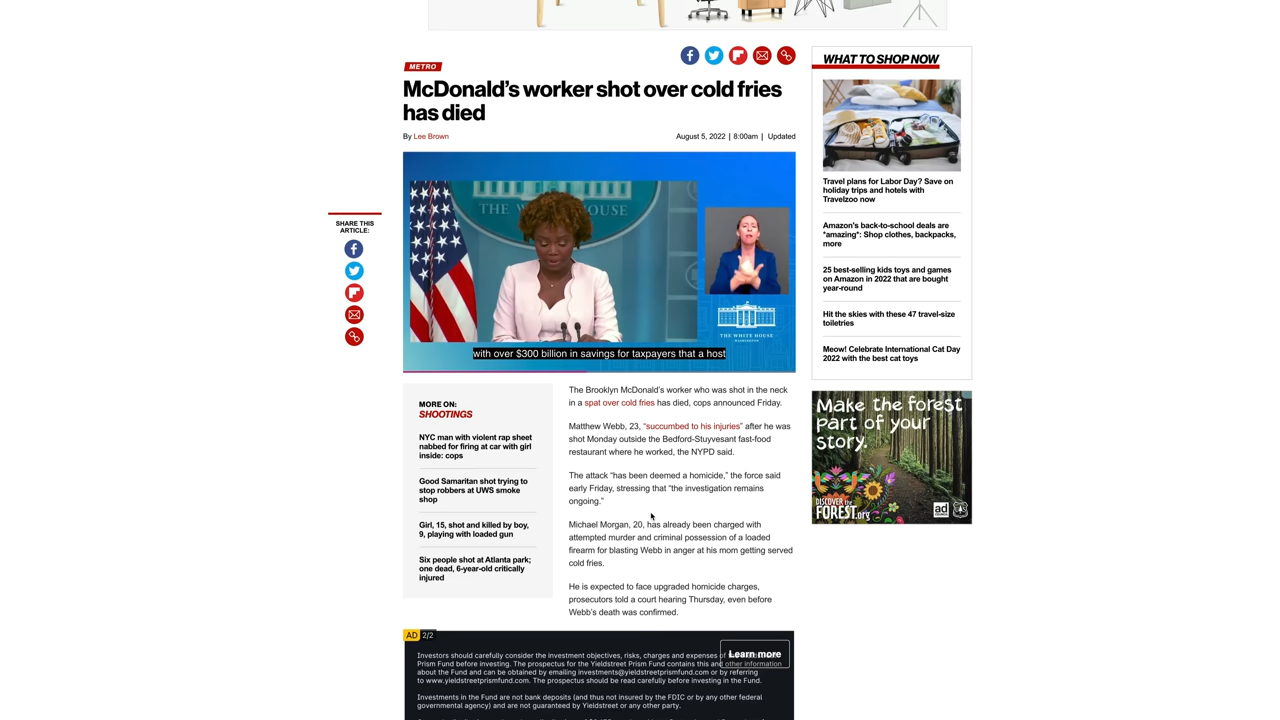 METRO
McDonald's worker shot over cold fries
has died
By Lee Brown
August 5, 2022 | 8:00am | Updated
THE WHITE HOUSE
WASHINGTON
with over $300 billion in savings for taxpayers that a host
SHARE THIS
ARTICLE:
MORE ON:
SHOOTINGS
NYC man with violent rap sheet
nabbed for firing at car with girl
inside: cops
Good Samaritan shot trying to
stop robbers at UWS smoke
shop
Girl, 15, shot and killed by boy,
9, playing with loaded gun
Six people shot at Atlanta park;
one dead, 6-year-old critically
injured
The Brooklyn McDonald's worker who was shot in the neck
in a spat over cold fries has died, cops announced Friday.
Matthew Webb, 23, "succumbed to his injuries" after he was
shot Monday outside the Bedford-Stuyvesant fast-food
restaurant where he worked, the NYPD said.
The attack "has been deemed a homicide," the force said
early Friday, stressing that "the investigation remains
ongoing."
Michael Morgan, 20, has already been charged with
attempted murder and criminal possession of a loaded
firearm for blasting Webb in anger at his mom getting served
cold fries.
He is expected to face upgraded homicide charges,
prosecutors told a court hearing Thursday, even before
Webb's death was confirmed.
AD 2/2
Learn more
Investors should carefully consider the investment objectives, risks, charges and expenses of
Prism Fund before investing. The prospectus for the Yieldstreet Prism Fund contains this and other information
about the Fund and can be obtained by emailing investments@yieldstreetprismfund.com or by referring
to www.yieldstreetprismfund.com. The prospectus should be read carefully before investing in the Fund.
Investments in the Fund are not bank deposits (and thus not insured by the FDIC or by any other federal
governmental agency) and are not guaranteed by Yieldstreet or any other party.
WHAT TO SHOP NOW
Travel plans for Labor Day? Save on
holiday trips and hotels with
Travelzoo now
Amazon's back-to-school deals are
*amazing*: Shop clothes, backpacks,
more
25 best-selling kids toys and games
on Amazon in 2022 that are bought
year-round
Hit the skies with these 47 travel-size
toiletries
Meow! Celebrate International Cat Day
2022 with the best cat toys
Make the forest
part of your
story.
DISCOVER the
FOREST.org
ad